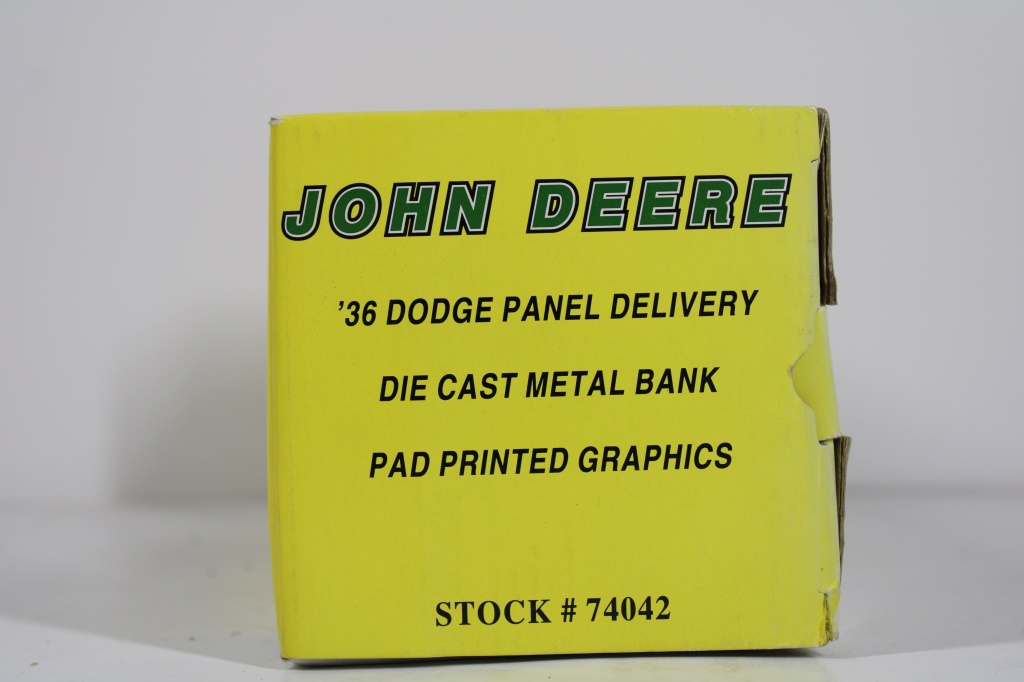 JOHN DEERE
'36 DODGE PANEL DELIVERY
DIE CAST METAL BANK
PAD PRINTED GRAPHICS
STOCK # 74042